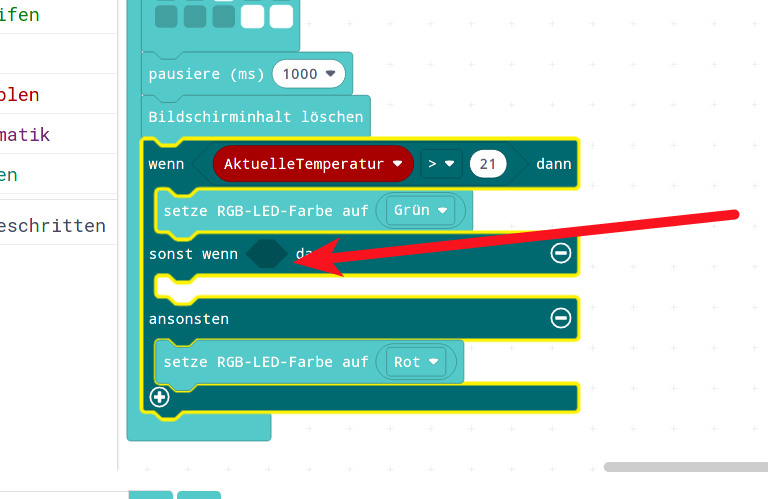 ifen
pausiere (ms) 1000
olen
Bildschirminhalt löschen
matik
wenn AktuelleTemperatur > 21 dann
en
setze RGB-LED-Farbe auf Grün
eschritten
sonst wenn da
ansonsten
setze RGB-LED-Farbe auf Rot